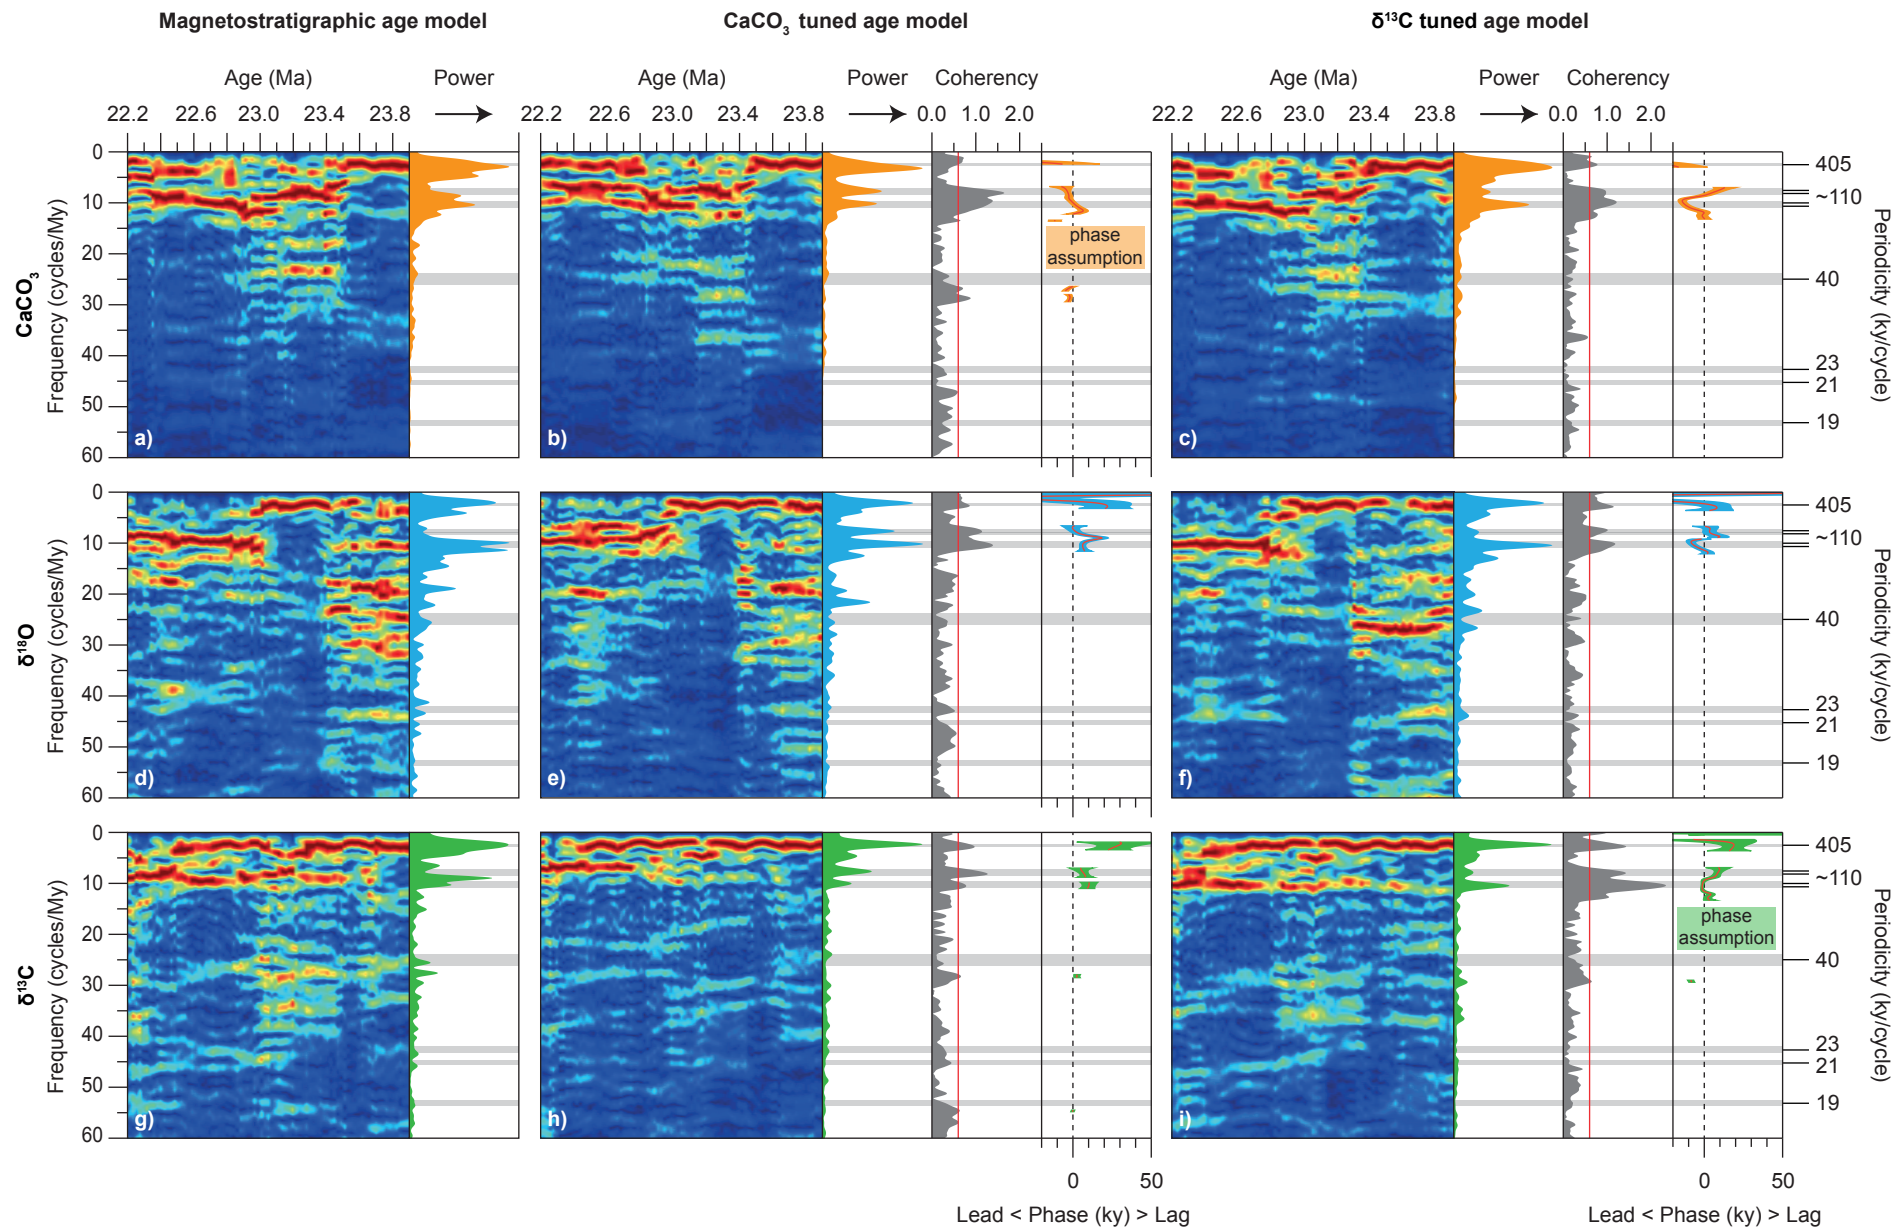 Magnetostratigraphic age model
CaCO₃ tuned age model
δ¹³C tuned age model
Age (Ma) Power
Age (Ma) Power Coherency
Age (Ma) Power Coherency
22.2 22.6 23.0 23.4 23.8
22.2 22.6 23.0 23.4 23.8 0.0 1.0 2.0
22.2 22.6 23.0 23.4 23.8 0.0 1.0 2.0
CaCO₃
Frequency (cycles/My)
0
10
20
30
40
50
60
a)
b)
phase
assumption
c)
405
~110
40
23
21
19
Periodicity (ky/cycle)
δ¹⁸O
Frequency (cycles/My)
0
10
20
30
40
50
60
d)
e)
f)
405
~110
40
23
21
19
Periodicity (ky/cycle)
δ¹³C
Frequency (cycles/My)
0
10
20
30
40
50
60
g)
h)
i)
phase
assumption
405
~110
40
23
21
19
Periodicity (ky/cycle)
0 50
0 50
Lead < Phase (ky) > Lag
Lead < Phase (ky) > Lag